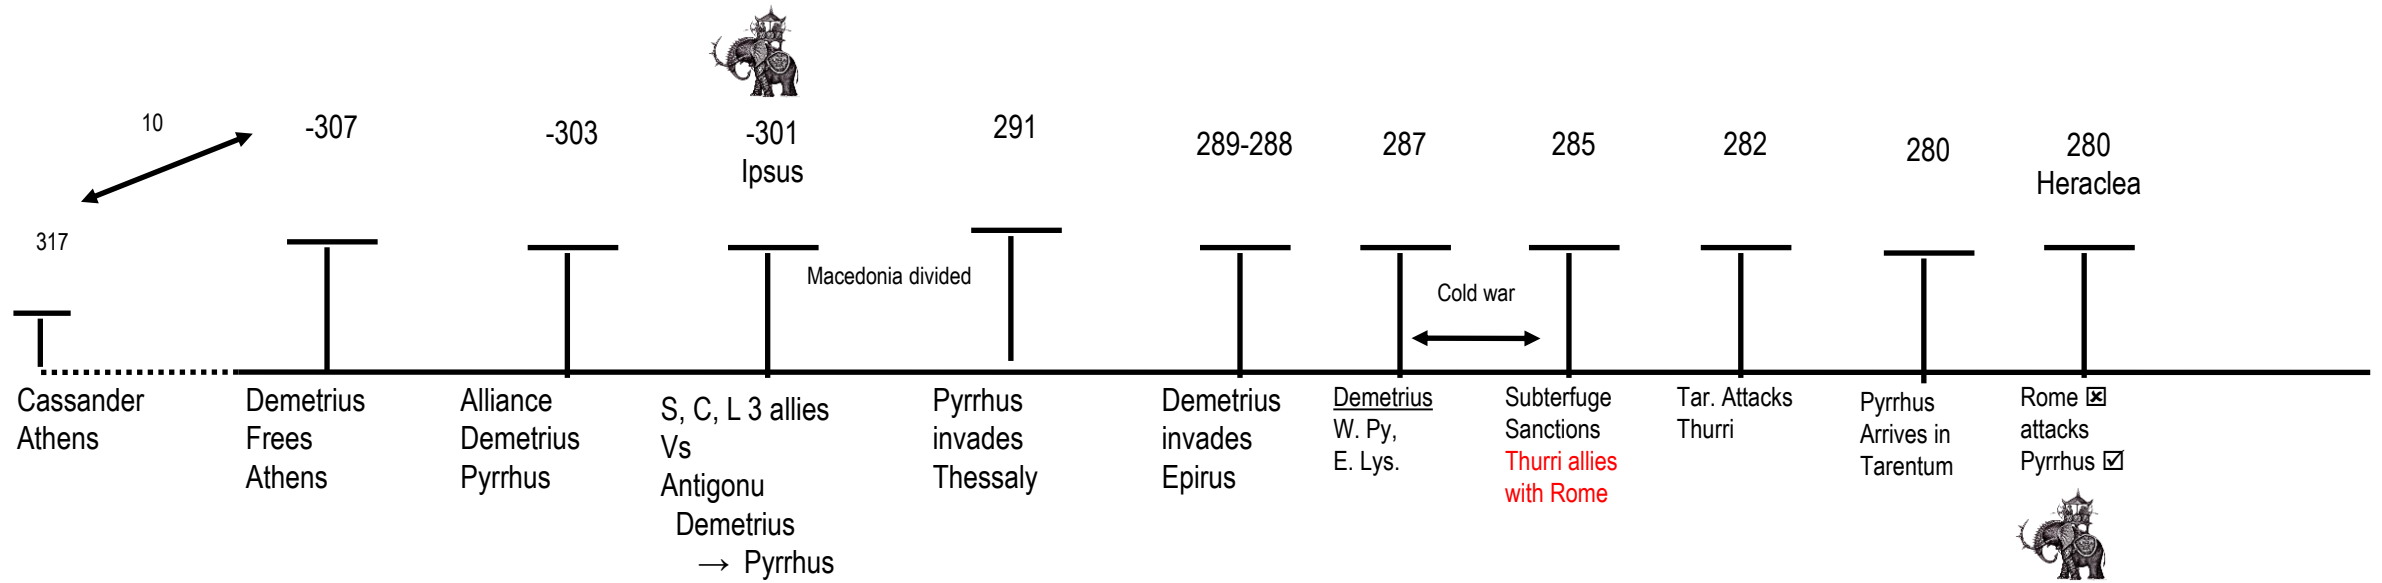 10
-307
-303
-301
Ipsus
291
289-288
287
285
282
280
280
Heraclea
317
Macedonia divided
Cold war
Cassander
Athens
Demetrius
Frees
Athens
Alliance
Demetrius
Pyrrhus
S, C, L 3 allies
Vs
Antigonu
Demetrius
→ Pyrrhus
Pyrrhus
invades
Thessaly
Demetrius
invades
Epirus
Demetrius
W. Py,
E. Lys.
Subterfuge
Sanctions
Thurri allies
with Rome
Tar. Attacks
Thurri
Pyrrhus
Arrives in
Tarentum
Rome ☒
attacks
Pyrrhus ☑